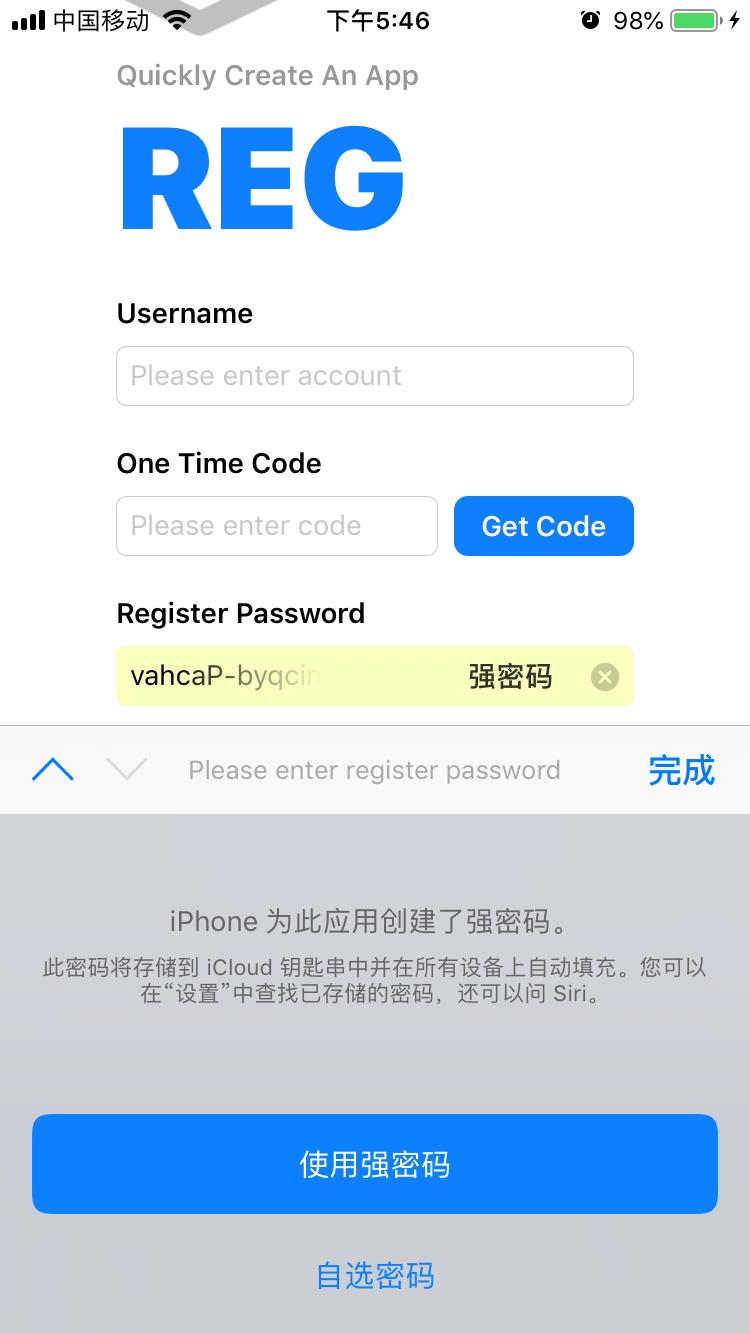 中国移动 下午5:46 98%
Quickly Create An App
REG
Username
Please enter account
One Time Code
Please enter code Get Code
Register Password
vahcaP-byqcin 强密码
Please enter register password 完成
iPhone 为此应用创建了强密码。
此密码将存储到 iCloud 钥匙串中并在所有设备上自动填充。您可以
在“设置”中查找已存储的密码，还可以问 Siri。
使用强密码
自选密码